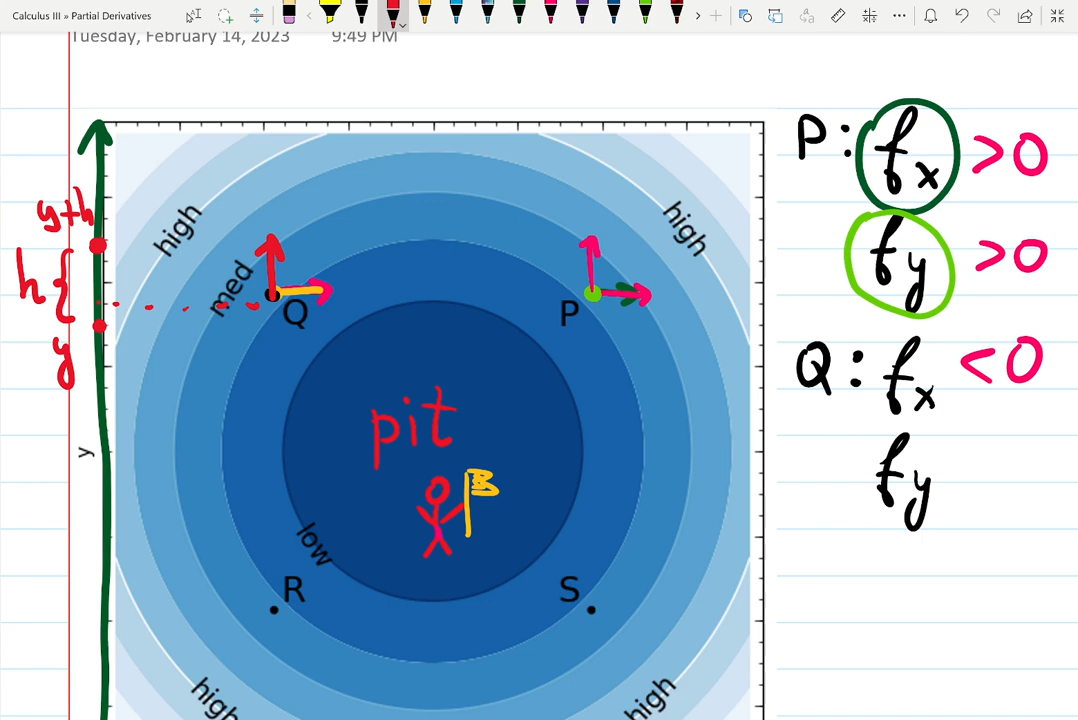 Calculus III » Partial Derivatives
Tuesday, February 14, 2023 9:49 PM
P: fx >0
high
high
y+h
fy >0
med
h {
Q
P
y
Q: fx <0
pit
y
fy
low
R
S
high
high